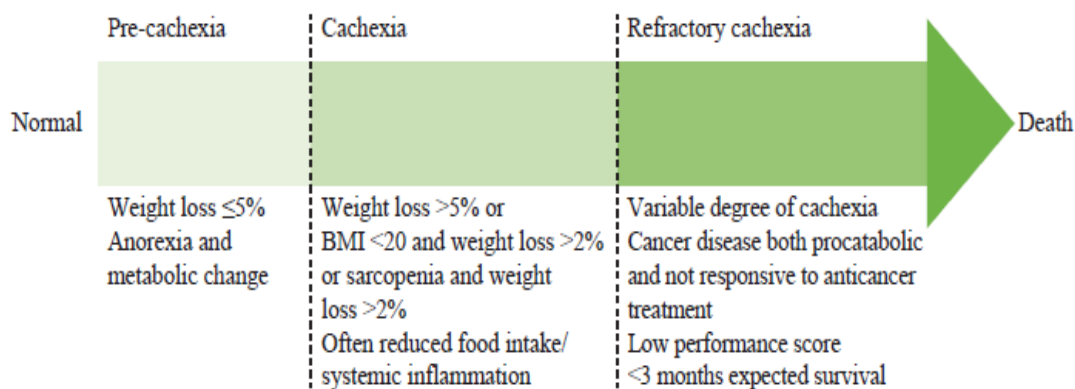 Pre-cachexia
Cachexia
Refractory cachexia
Normal
Death
Weight loss ≤5%
Anorexia and
metabolic change
Weight loss >5% or
BMI <20 and weight loss >2%
or sarcopenia and weight
loss >2%
Often reduced food intake/
systemic inflammation
Variable degree of cachexia
Cancer disease both procatabolic
and not responsive to anticancer
treatment
Low performance score
<3 months expected survival